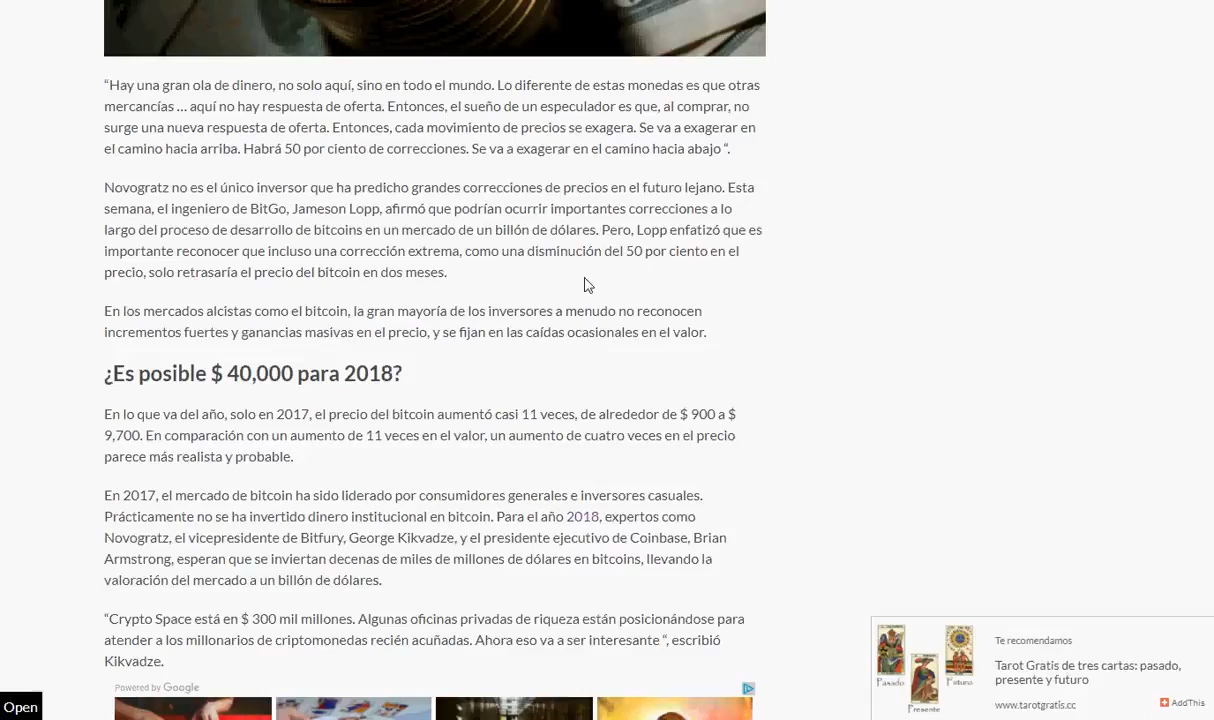 “Hay una gran ola de dinero, no solo aquí, sino en todo el mundo. Lo diferente de estas monedas es que otras
mercancías … aquí no hay respuesta de oferta. Entonces, el sueño de un especulador es que, al comprar, no
surge una nueva respuesta de oferta. Entonces, cada movimiento de precios se exagera. Se va a exagerar en
el camino hacia arriba. Habrá 50 por ciento de correcciones. Se va a exagerar en el camino hacia abajo “.
Novogratz no es el único inversor que ha predicho grandes correcciones de precios en el futuro lejano. Esta
semana, el ingeniero de BitGo, Jameson Lopp, afirmó que podrían ocurrir importantes correcciones a lo
largo del proceso de desarrollo de bitcoins en un mercado de un billón de dólares. Pero, Lopp enfatizó que es
importante reconocer que incluso una corrección extrema, como una disminución del 50 por ciento en el
precio, solo retrasaría el precio del bitcoin en dos meses.
En los mercados alcistas como el bitcoin, la gran mayoría de los inversores a menudo no reconocen
incrementos fuertes y ganancias masivas en el precio, y se fijan en las caídas ocasionales en el valor.
¿Es posible $ 40,000 para 2018?
En lo que va del año, solo en 2017, el precio del bitcoin aumentó casi 11 veces, de alrededor de $ 900 a $
9,700. En comparación con un aumento de 11 veces en el valor, un aumento de cuatro veces en el precio
parece más realista y probable.
En 2017, el mercado de bitcoin ha sido liderado por consumidores generales e inversores casuales.
Prácticamente no se ha invertido dinero institucional en bitcoin. Para el año 2018, expertos como
Novogratz, el vicepresidente de Bitfury, George Kikvadze, y el presidente ejecutivo de Coinbase, Brian
Armstrong, esperan que se inviertan decenas de miles de millones de dólares en bitcoins, llevando la
valoración del mercado a un billón de dólares.
“Crypto Space está en $ 300 mil millones. Algunas oficinas privadas de riqueza están posicionándose para
atender a los millonarios de criptomonedas recién acuñadas. Ahora eso va a ser interesante “, escribió
Kikvadze.
Powered by Google
Open
Pasado
Presente
Futuro
Te recomendamos
Tarot Gratis de tres cartas: pasado,
presente y futuro
www.tarotgratis.cc
AddThis